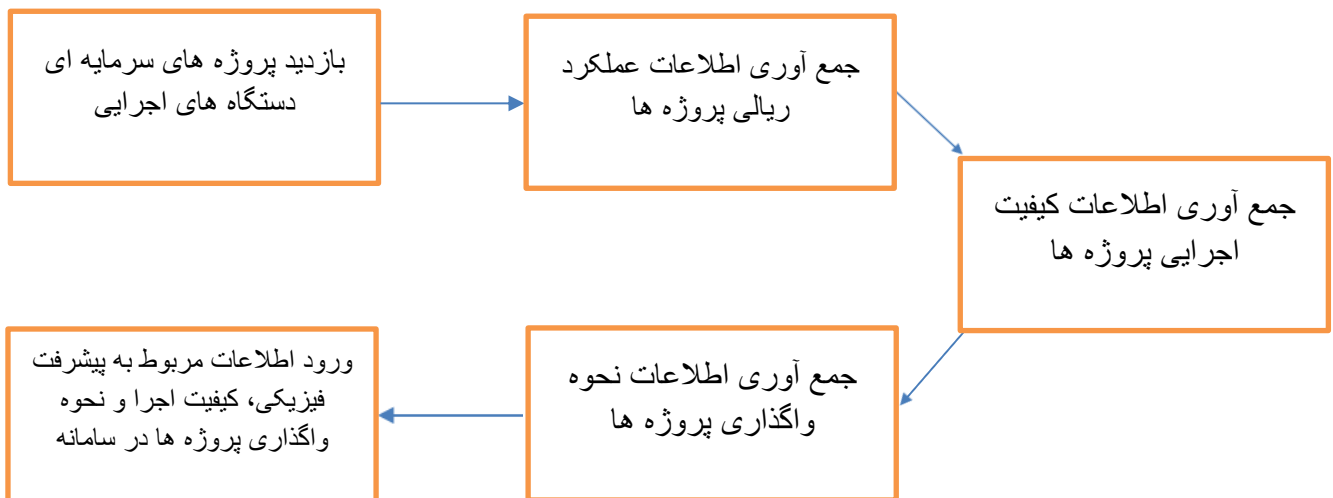 بازدید پروژه های سرمایه ای
دستگاه های اجرایی
جمع آوری اطلاعات عملکرد
ریالی پروژه ها
جمع آوری اطلاعات کیفیت
اجرایی پروژه ها
جمع آوری اطلاعات نحوه
واگذاری پروژه ها
ورود اطلاعات مربوط به پیشرفت
فیزیکی، کیفیت اجرا و نحوه
واگذاری پروژه ها در سامانه